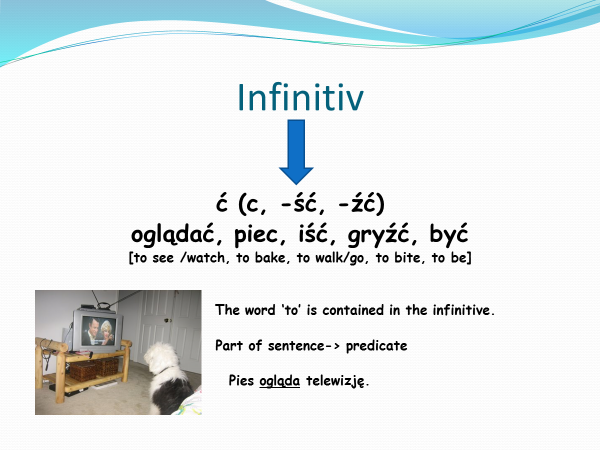 Infinitiv
ć (c, -ść, -źć)
oglądać, piec, iść, gryźć, być
[to see /watch, to bake, to walk/go, to bite, to be]
The word ‘to’ is contained in the infinitive.
Part of sentence-> predicate
Pies ogląda telewizję.